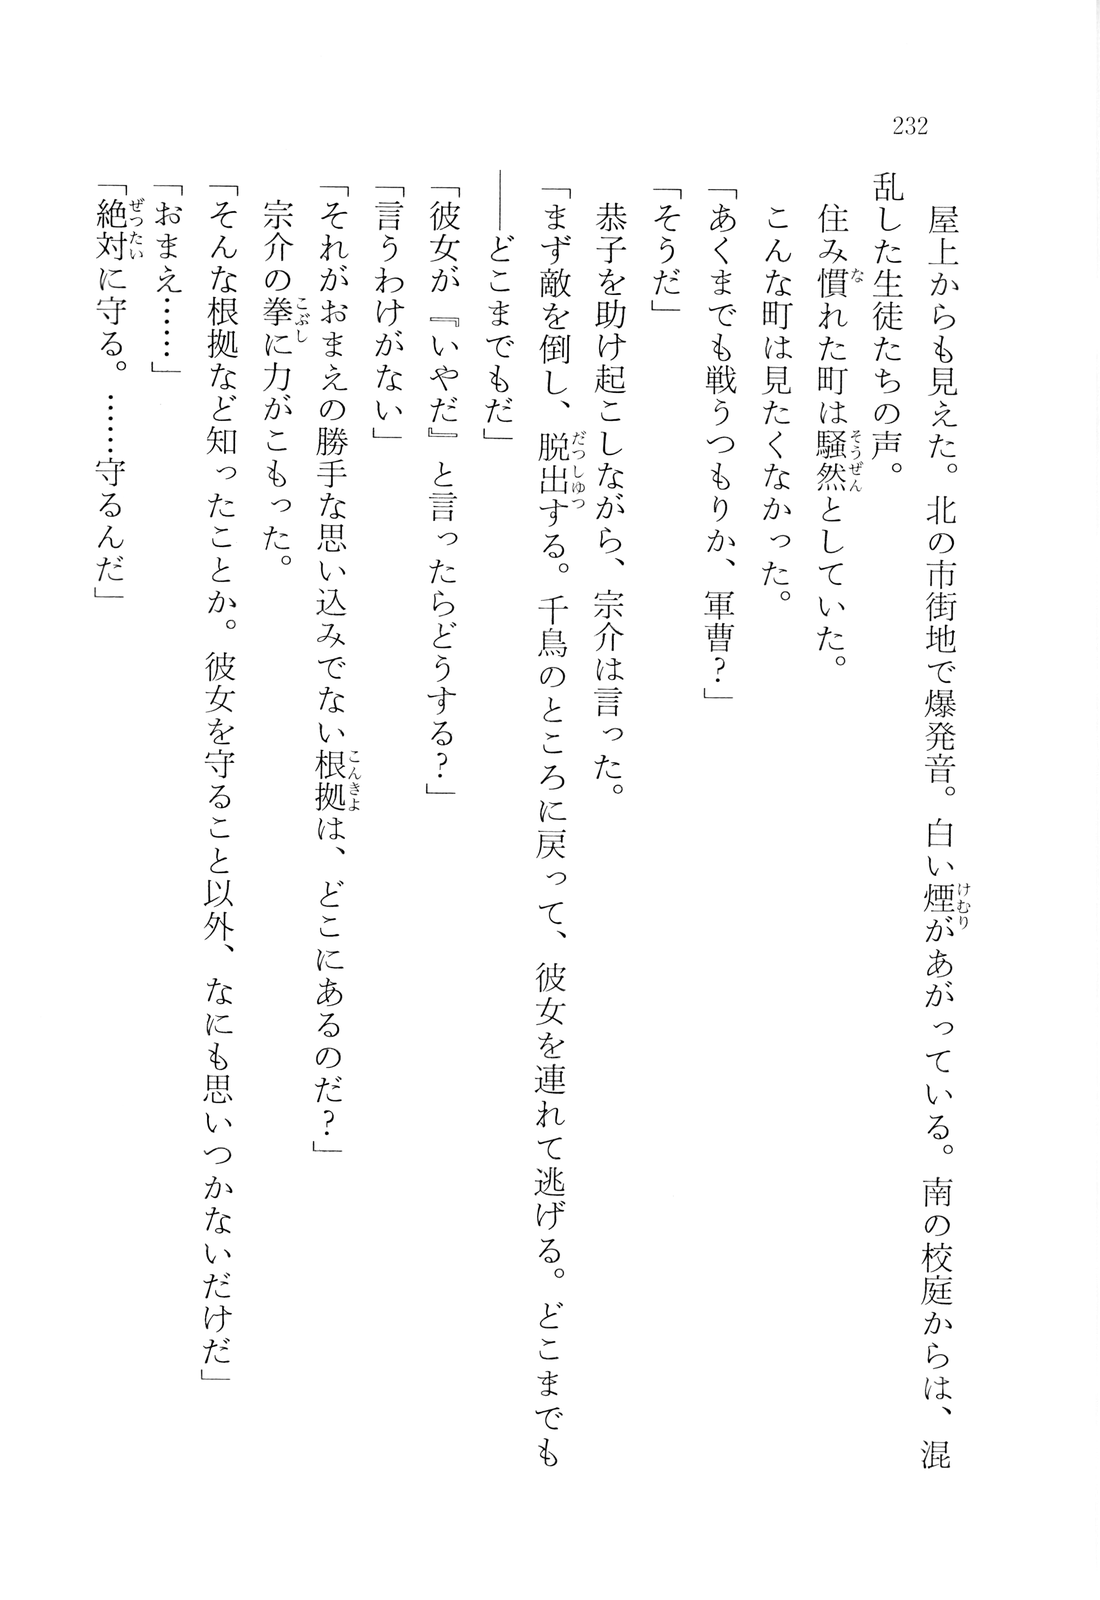 232
屋上からも見えた。北の市街地で爆発音。白い煙があがっている。南の校庭からは、混
乱した生徒たちの声。
住み慣れた町は騒然としていた。
こんな町は見たくなかった。
「あくまでも戦うつもりか、軍曹?」
「そうだ」
恭子を助け起こしながら、宗介は言った。
「まず敵を倒し、脱出する。千鳥のところに戻って、彼女を連れて逃げる。どこまでも
――どこまでもだ」
「彼女が『いやだ』と言ったらどうする?」
「言うわけがない」
「それがおまえの勝手な思い込みでない根拠は、どこにあるのだ?」
宗介の拳に力がこもった。
「そんな根拠など知ったことか。彼女を守ること以外、なにも思いつかないだけだ」
「おまえ……」
「絶対に守る。……守るんだ」